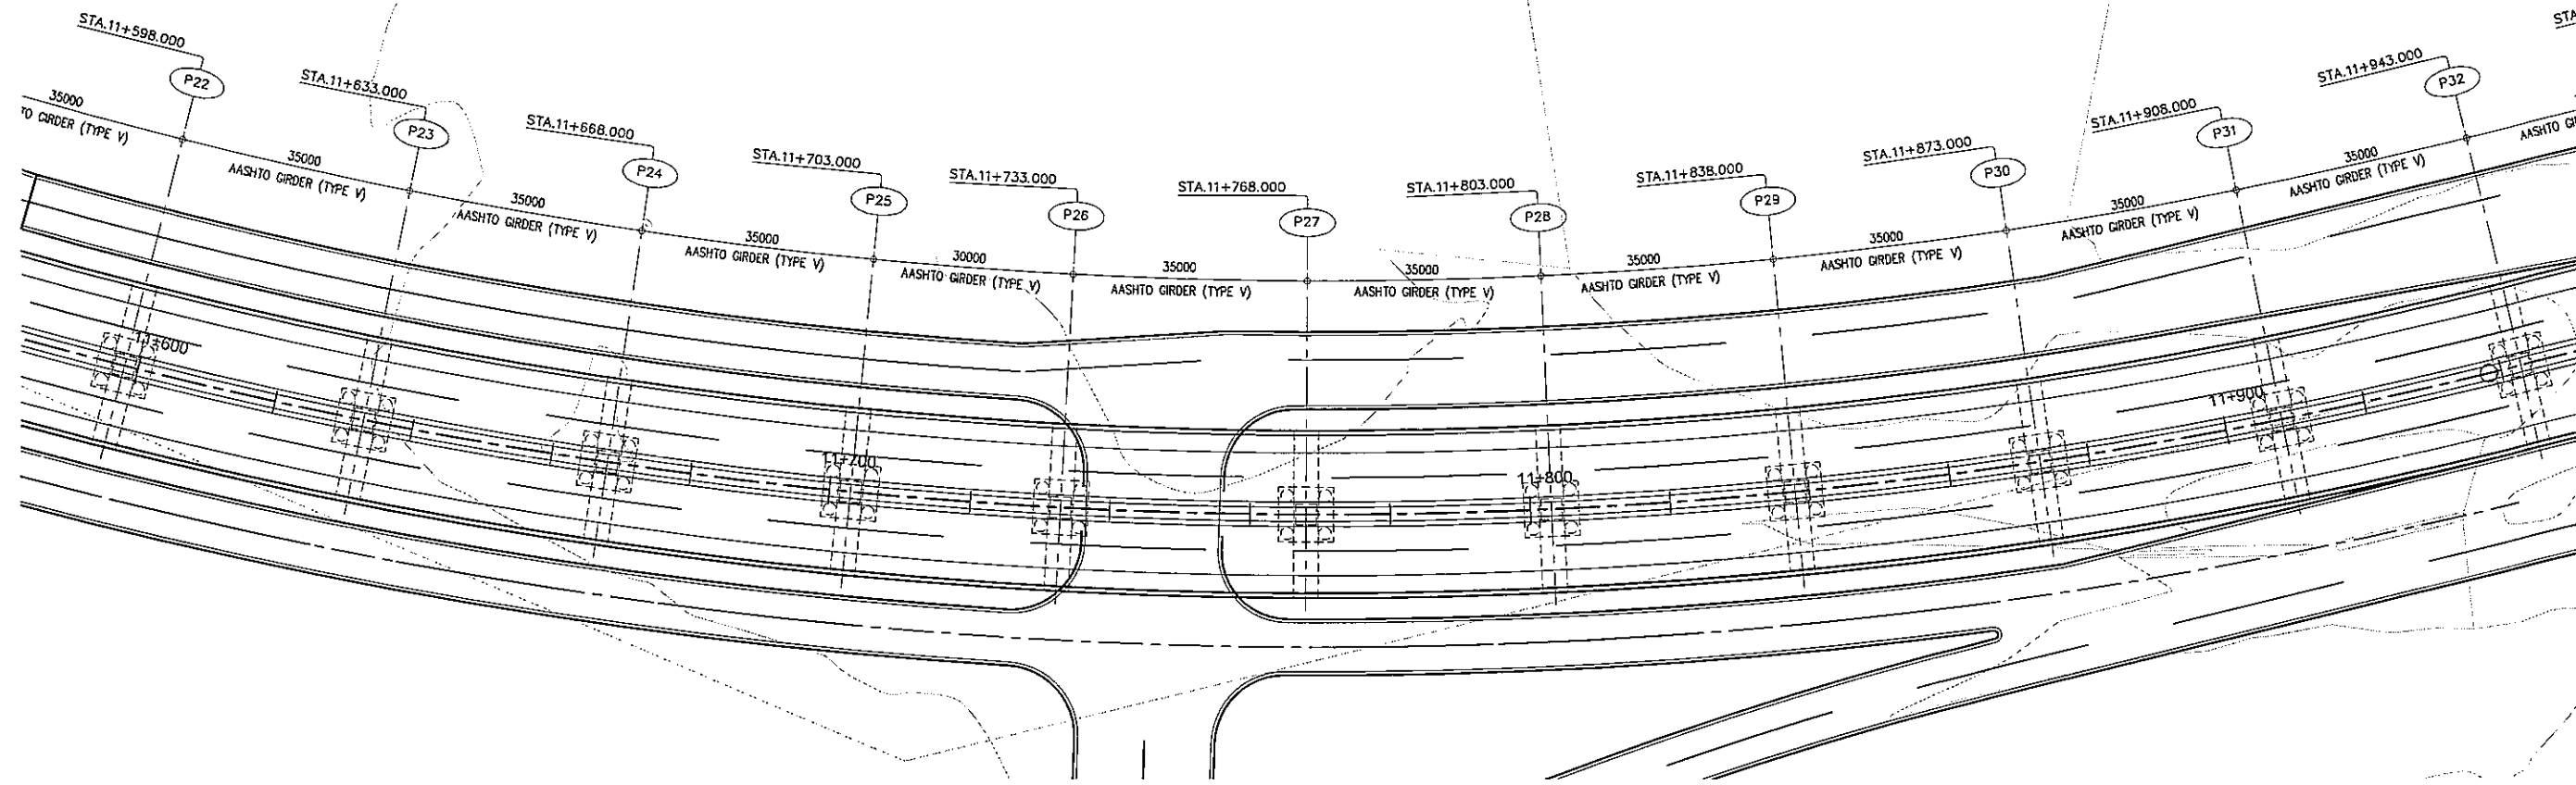 STA.11+598.000
P22
STA.11+633.000
P23
STA.11+668.000
P24
STA.11+703.000
P25
STA.11+733.000
P26
STA.11+768.000
P27
STA.11+803.000
P28
STA.11+838.000
P29
STA.11+873.000
P30
STA.11+908.000
P31
STA.11+943.000
P32
STA
35000
TO GIRDER (TYPE V)
35000
AASHTO GIRDER (TYPE V)
35000
AASHTO GIRDER (TYPE V)
35000
AASHTO GIRDER (TYPE V)
30000
AASHTO GIRDER (TYPE V)
35000
AASHTO GIRDER (TYPE V)
35000
AASHTO GIRDER (TYPE V)
35000
AASHTO GIRDER (TYPE V)
35000
AASHTO GIRDER (TYPE V)
35000
AASHTO GIRDER (TYPE V)
35000
AASHTO GIRDER (TYPE V)
AASHTO GI
11+600
11+700
11+800
11+900